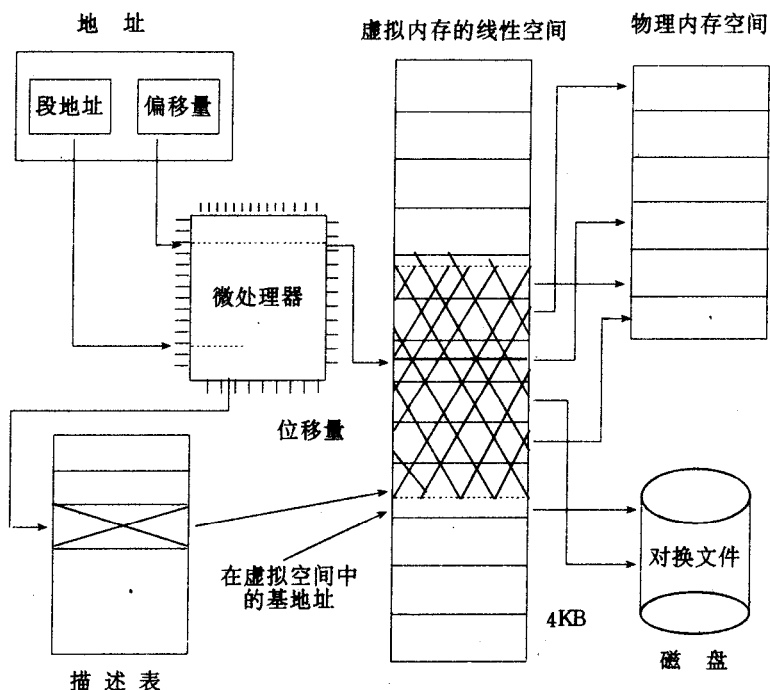 地 址
虚拟内存的线性空间
物理内存空间
段地址
偏移量
微处理器
位移量
在虚拟空间中
的基地址
对换文件
4KB
磁 盘
描 述 表